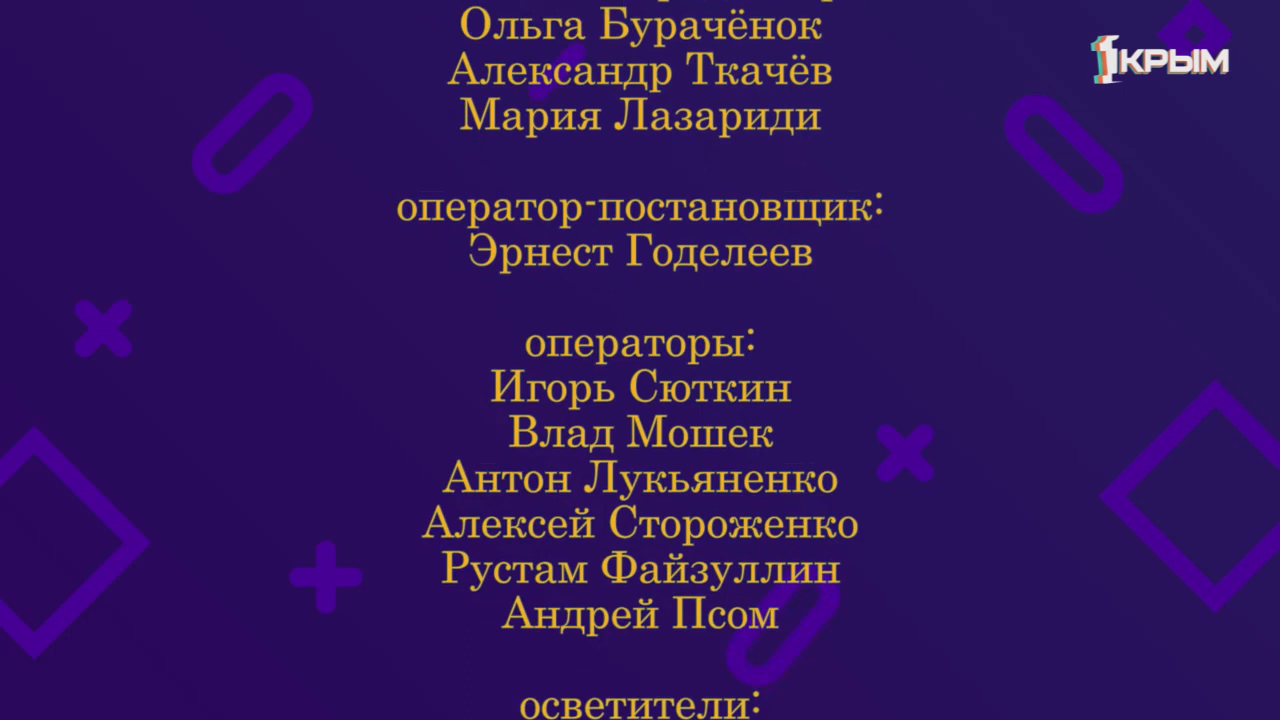 Ольга Бурачёнок
Александр Ткачёв
Мария Лазариди
1КРЫМ
оператор-постановщик:
Эрнест Годелеев
операторы:
Игорь Сюткин
Влад Мошек
Антон Лукьяненко
Алексей Стороженко
Рустам Файзуллин
Андрей Псом
осветители: